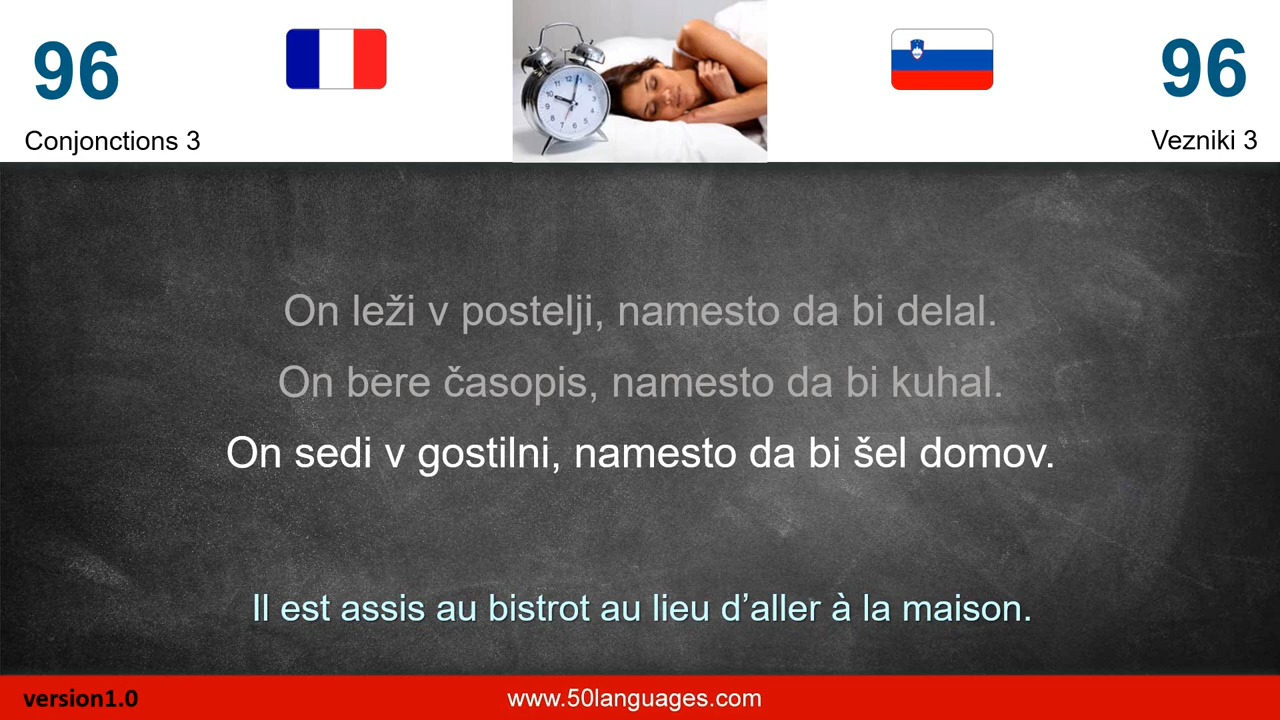 96
96
Conjonctions 3
Vezniki 3
On leži v postelji, namesto da bi delal.
On bere časopis, namesto da bi kuhal.
On sedi v gostilni, namesto da bi šel domov.
Il est assis au bistrot au lieu d’aller à la maison.
version1.0
www.50languages.com